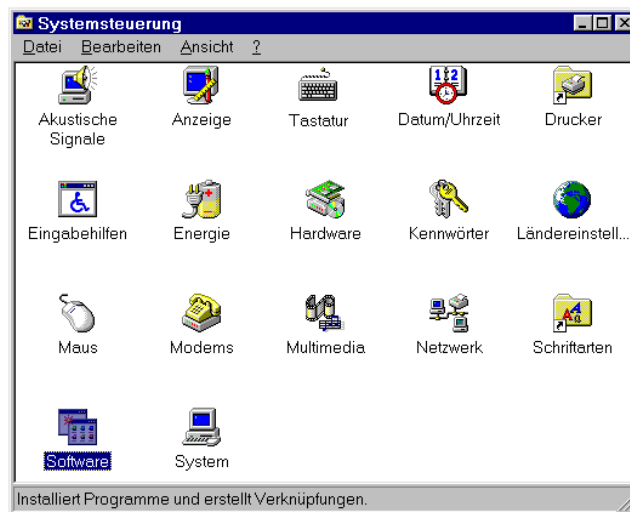 Systemsteuerung
Datei Bearbeiten Ansicht ?
Akustische Signale
Anzeige
Tastatur
Datum/Uhrzeit
Drucker
Eingabehilfen
Energie
Hardware
Kennwörter
Ländereinstell...
Maus
Modems
Multimedia
Netzwerk
Schriftarten
Software
System
Installiert Programme und erstellt Verknüpfungen.